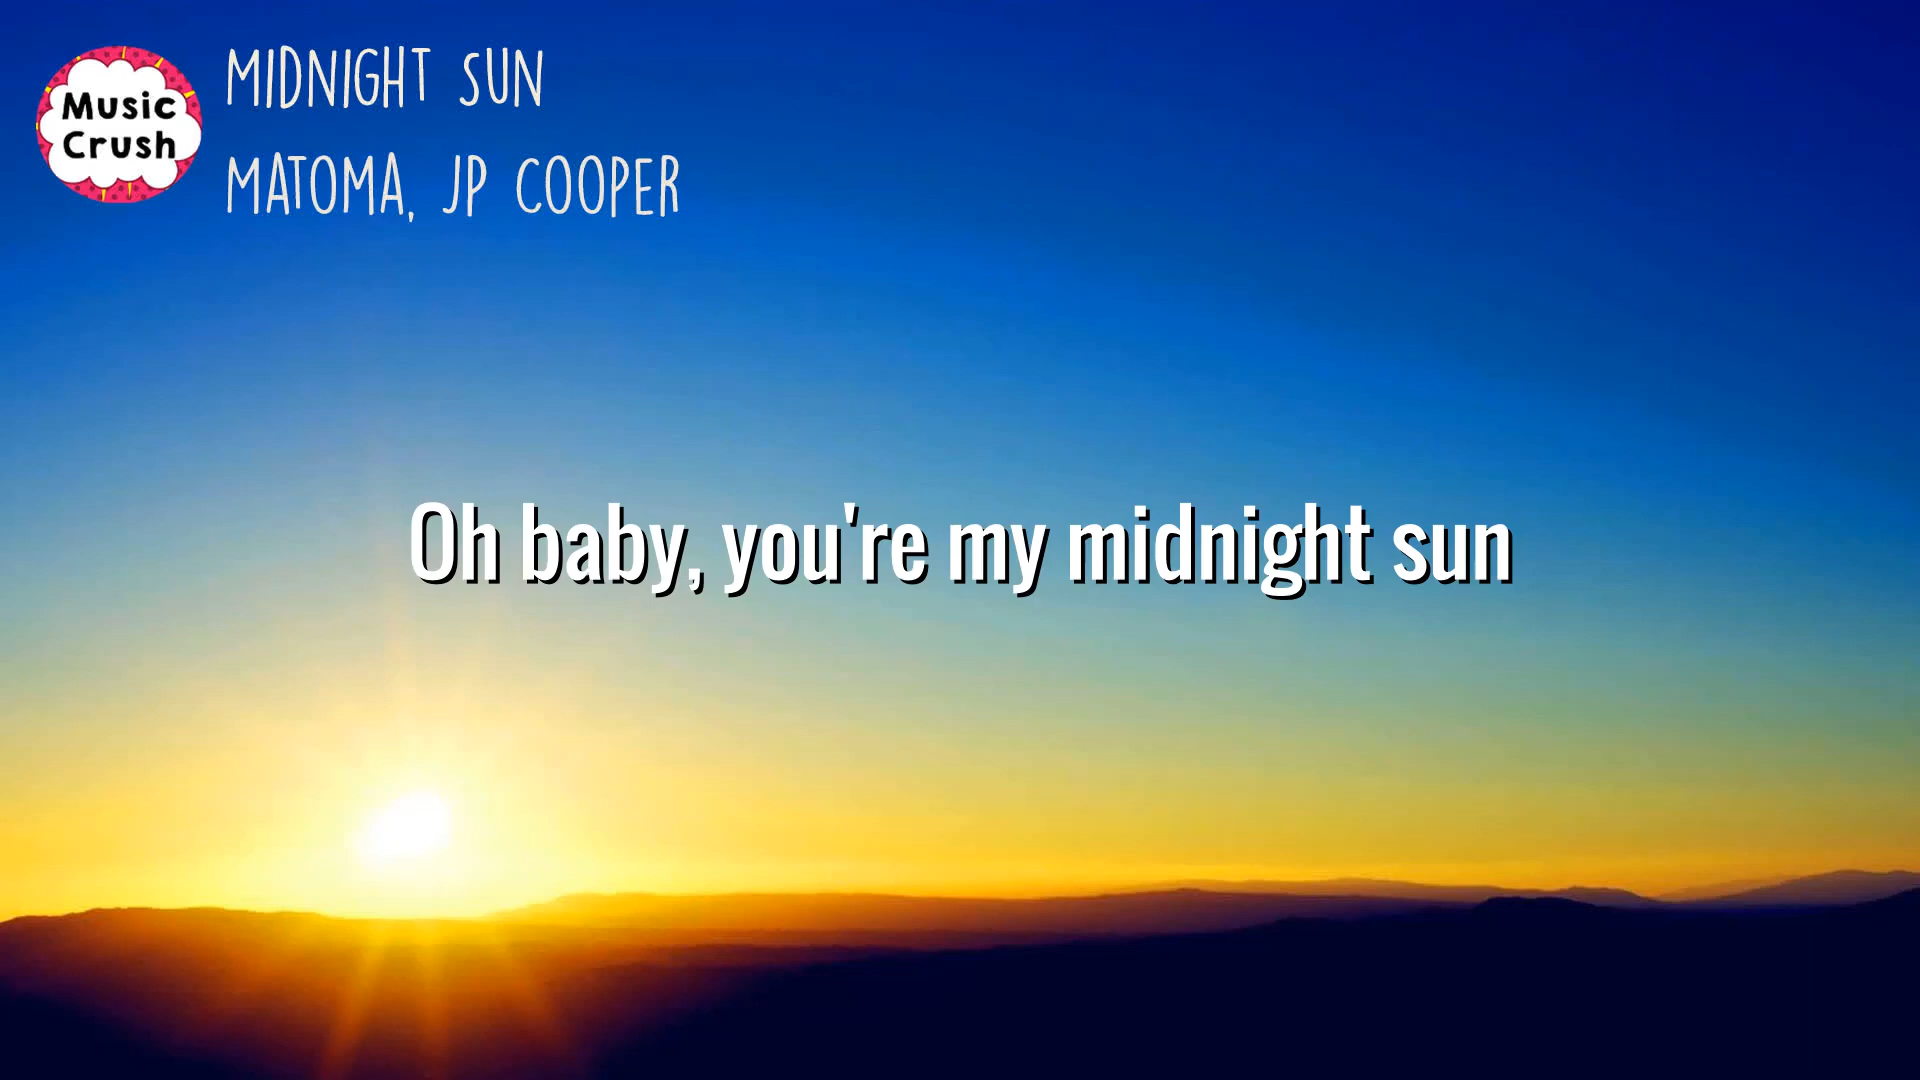 Music
Crush
MIDNIGHT SUN
MATOMA, JP COOPER
Oh baby, you're my midnight sun